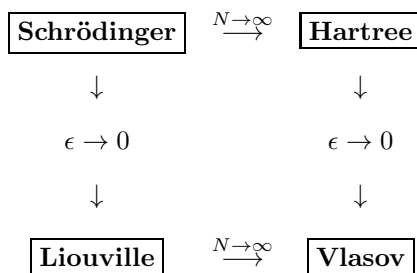 Schrödinger N→∞ ⟶ Hartree
↓ ↓
ϵ → 0 ϵ → 0
↓ ↓
Liouville N→∞ ⟶ Vlasov